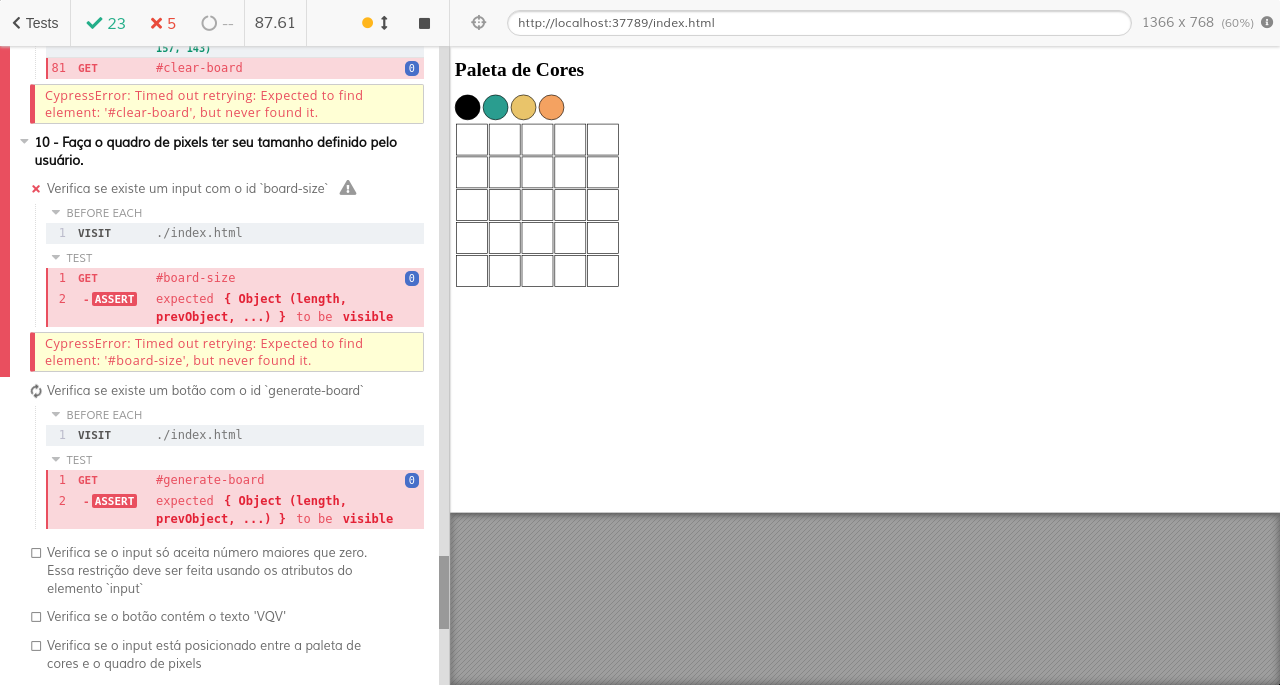 Tests
23
5
--
87.61
http://localhost:37789/index.html
1366 x 768 (60%)
157, 143)
81 GET #clear-board 0
CypressError: Timed out retrying: Expected to find
element: '#clear-board', but never found it.
10 - Faça o quadro de pixels ter seu tamanho definido pelo
usuário.
Verifica se existe um input com o id `board-size`
BEFORE EACH
1 VISIT ./index.html
TEST
1 GET #board-size 0
2 -ASSERT expected { Object (length,
prevObject, ...) } to be visible
CypressError: Timed out retrying: Expected to find
element: '#board-size', but never found it.
Verifica se existe um botão com o id `generate-board`
BEFORE EACH
1 VISIT ./index.html
TEST
1 GET #generate-board 0
2 -ASSERT expected { Object (length,
prevObject, ...) } to be visible
Verifica se o input só aceita número maiores que zero.
Essa restrição deve ser feita usando os atributos do
elemento `input`
Verifica se o botão contém o texto 'VQV'
Verifica se o input está posicionado entre a paleta de
cores e o quadro de pixels
Paleta de Cores